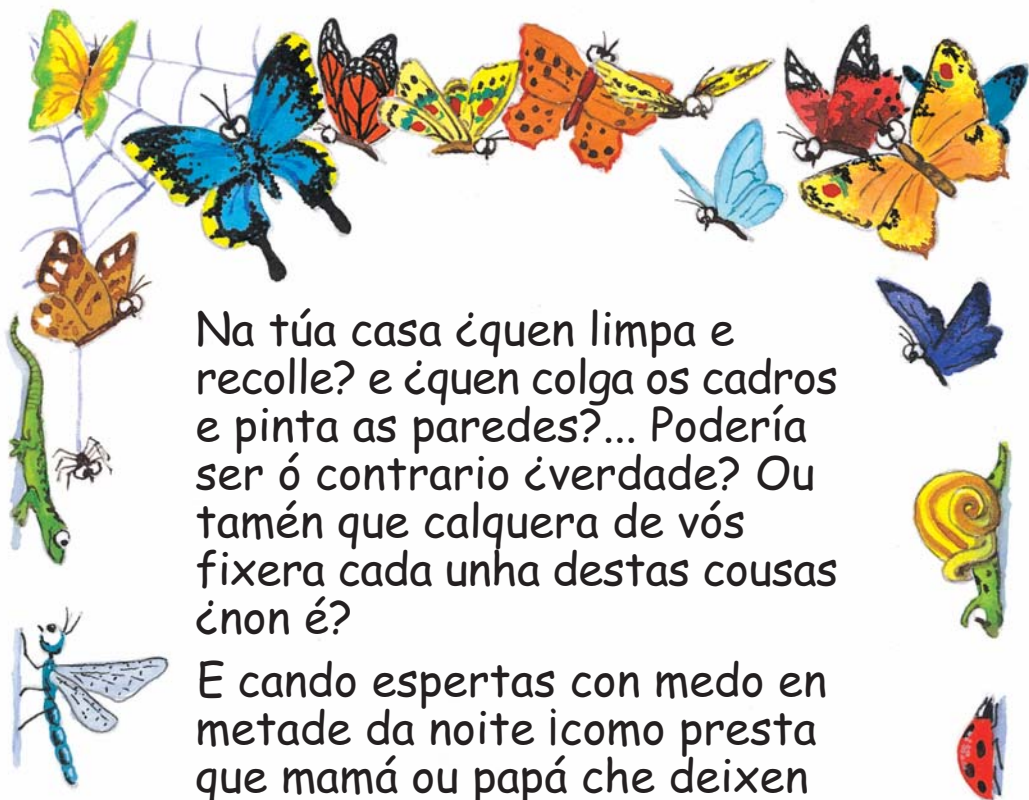 Na túa casa ¿quen limpa e
recolle? e ¿quen colga os cadros
e pinta as paredes?... Podería
ser ó contrario ¿verdade? Ou
tamén que calquera de vós
fixera cada unha destas cousas
¿non é?
E cando espertas con medo en
metade da noite ¡como presta
que mamá ou papá che deixen